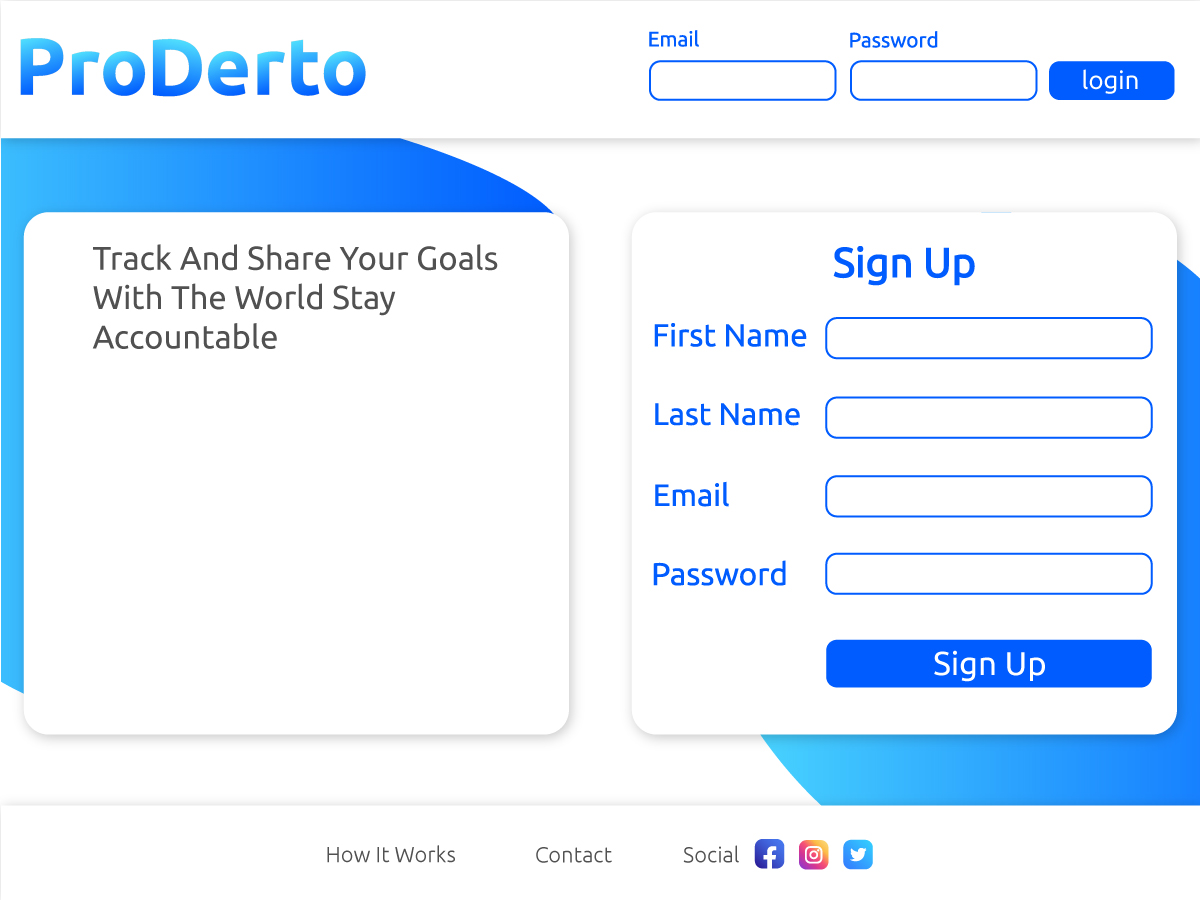 ProDerto
Email
Password
login
Track And Share Your Goals
With The World Stay
Accountable
Sign Up
First Name
Last Name
Email
Password
Sign Up
How It Works
Contact
Social